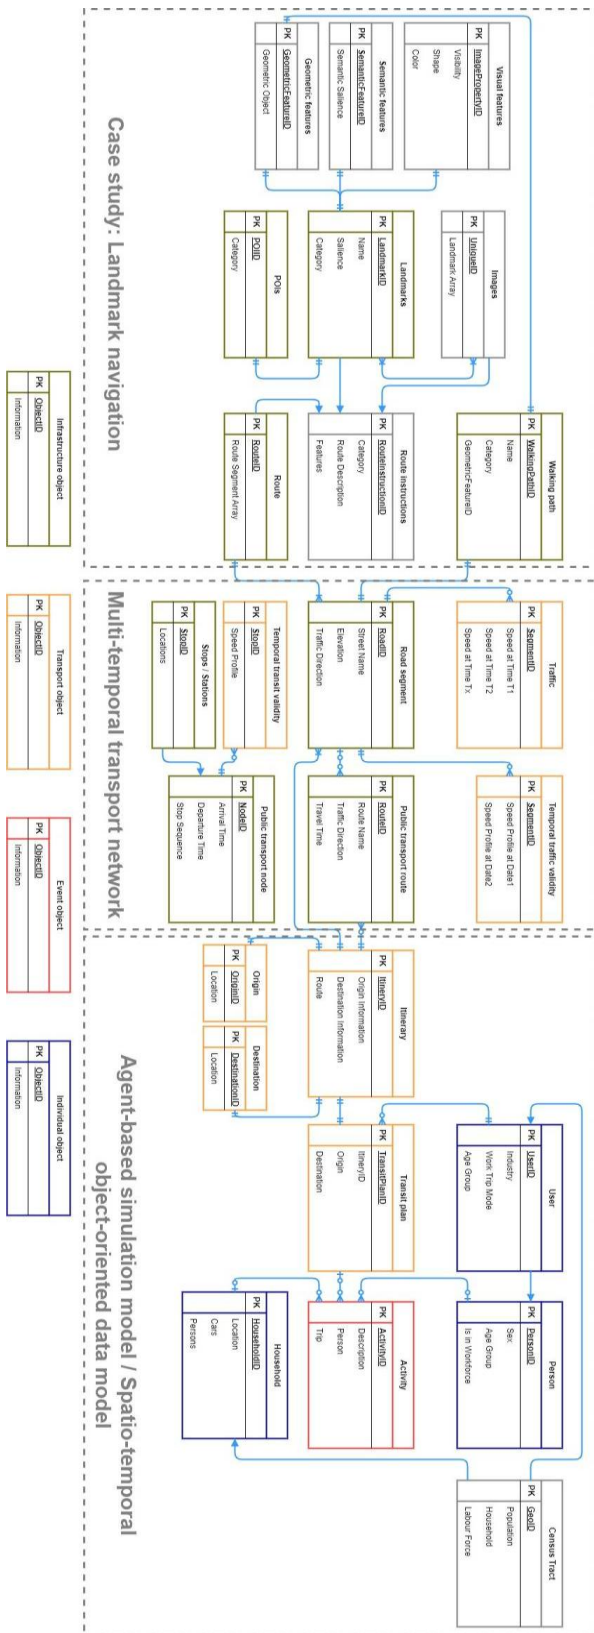 Visual features
PK ImagePropertyID
Visibility
Shape
Color
Semantic features
PK SemanticFeatureID
Semantic Salience
Geometric features
PK GeometricFeatureID
Geometric Object
Images
PK UniqueID
Landmark Array
Landmarks
PK LandmarkID
Name
Salience
Category
POIs
PK POIID
Category
Walking path
PK WalkingPathID
Name
Category
GeometricFeatureID
Route instructions
PK RouteInstructionID
Category
Route Description
Features
Route
PK RouteID
Route Segment Array
Case study: Landmark navigation
Traffic
PK SegmentID
Speed at Time T1
Speed at Time T2
Speed at Time Tx
Road segment
PK RoadID
Street Name
Elevation
Traffic Direction
Temporal transit validity
PK StopID
Speed Profile
Stops / Stations
PK StopID
Locations
Temporal traffic validity
PK SegmentID
Speed Profile at Date1
Speed Profile at Date2
Public transport route
PK RouteID
Route Name
Traffic Direction
Travel Time
Public transport node
PK NodeID
Arrival Time
Departure Time
Stop Sequence
Multi-temporal transport network
Itinerary
PK ItineryID
Origin Information
Destination Information
Route
Origin
PK OriginID
Location
Destination
PK DestinationID
Location
User
PK UserID
Industry
Work Trip Mode
Age Group
Transit plan
PK TransitPlanID
ItineryID
Origin
Destination
Person
PK PersonID
Sex
Age Group
Is in Workforce
Activity
PK ActivityID
Description
Person
Trip
Household
PK HouseholdID
Location
Cars
Persons
Census Tract
PK GeoID
Population
Household
Labour Force
Agent-based simulation model / Spatio-temporal
object-oriented data model
Infrastructure object
PK ObjectID
Information
Transport object
PK ObjectID
Information
Event object
PK ObjectID
Information
Individual object
PK ObjectID
Information